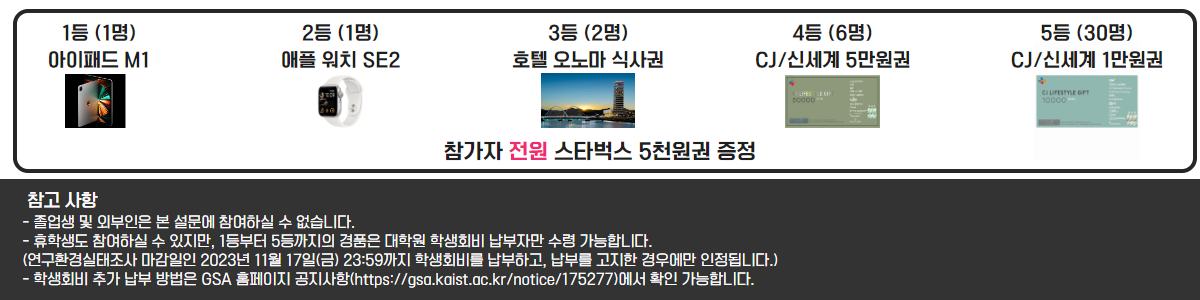 1등 (1명)
아이패드 M1
2등 (1명)
애플 워치 SE2
3등 (2명)
호텔 오노마 식사권
4등 (6명)
CJ/신세계 5만원권
5등 (30명)
CJ/신세계 1만원권
CJ LIFESTYLE GIFT
50000
CJ LIFESTYLE GIFT
10000
참가자 전원 스타벅스 5천원권 증정
참고 사항
- 졸업생 및 외부인은 본 설문에 참여하실 수 없습니다.
- 휴학생도 참여하실 수 있지만, 1등부터 5등까지의 경품은 대학원 학생회비 납부자만 수령 가능합니다.
(연구환경실태조사 마감일인 2023년 11월 17일(금) 23:59까지 학생회비를 납부하고, 납부를 고지한 경우에만 인정됩니다.)
- 학생회비 추가 납부 방법은 GSA 홈페이지 공지사항(https://gsa.kaist.ac.kr/notice/175277)에서 확인 가능합니다.